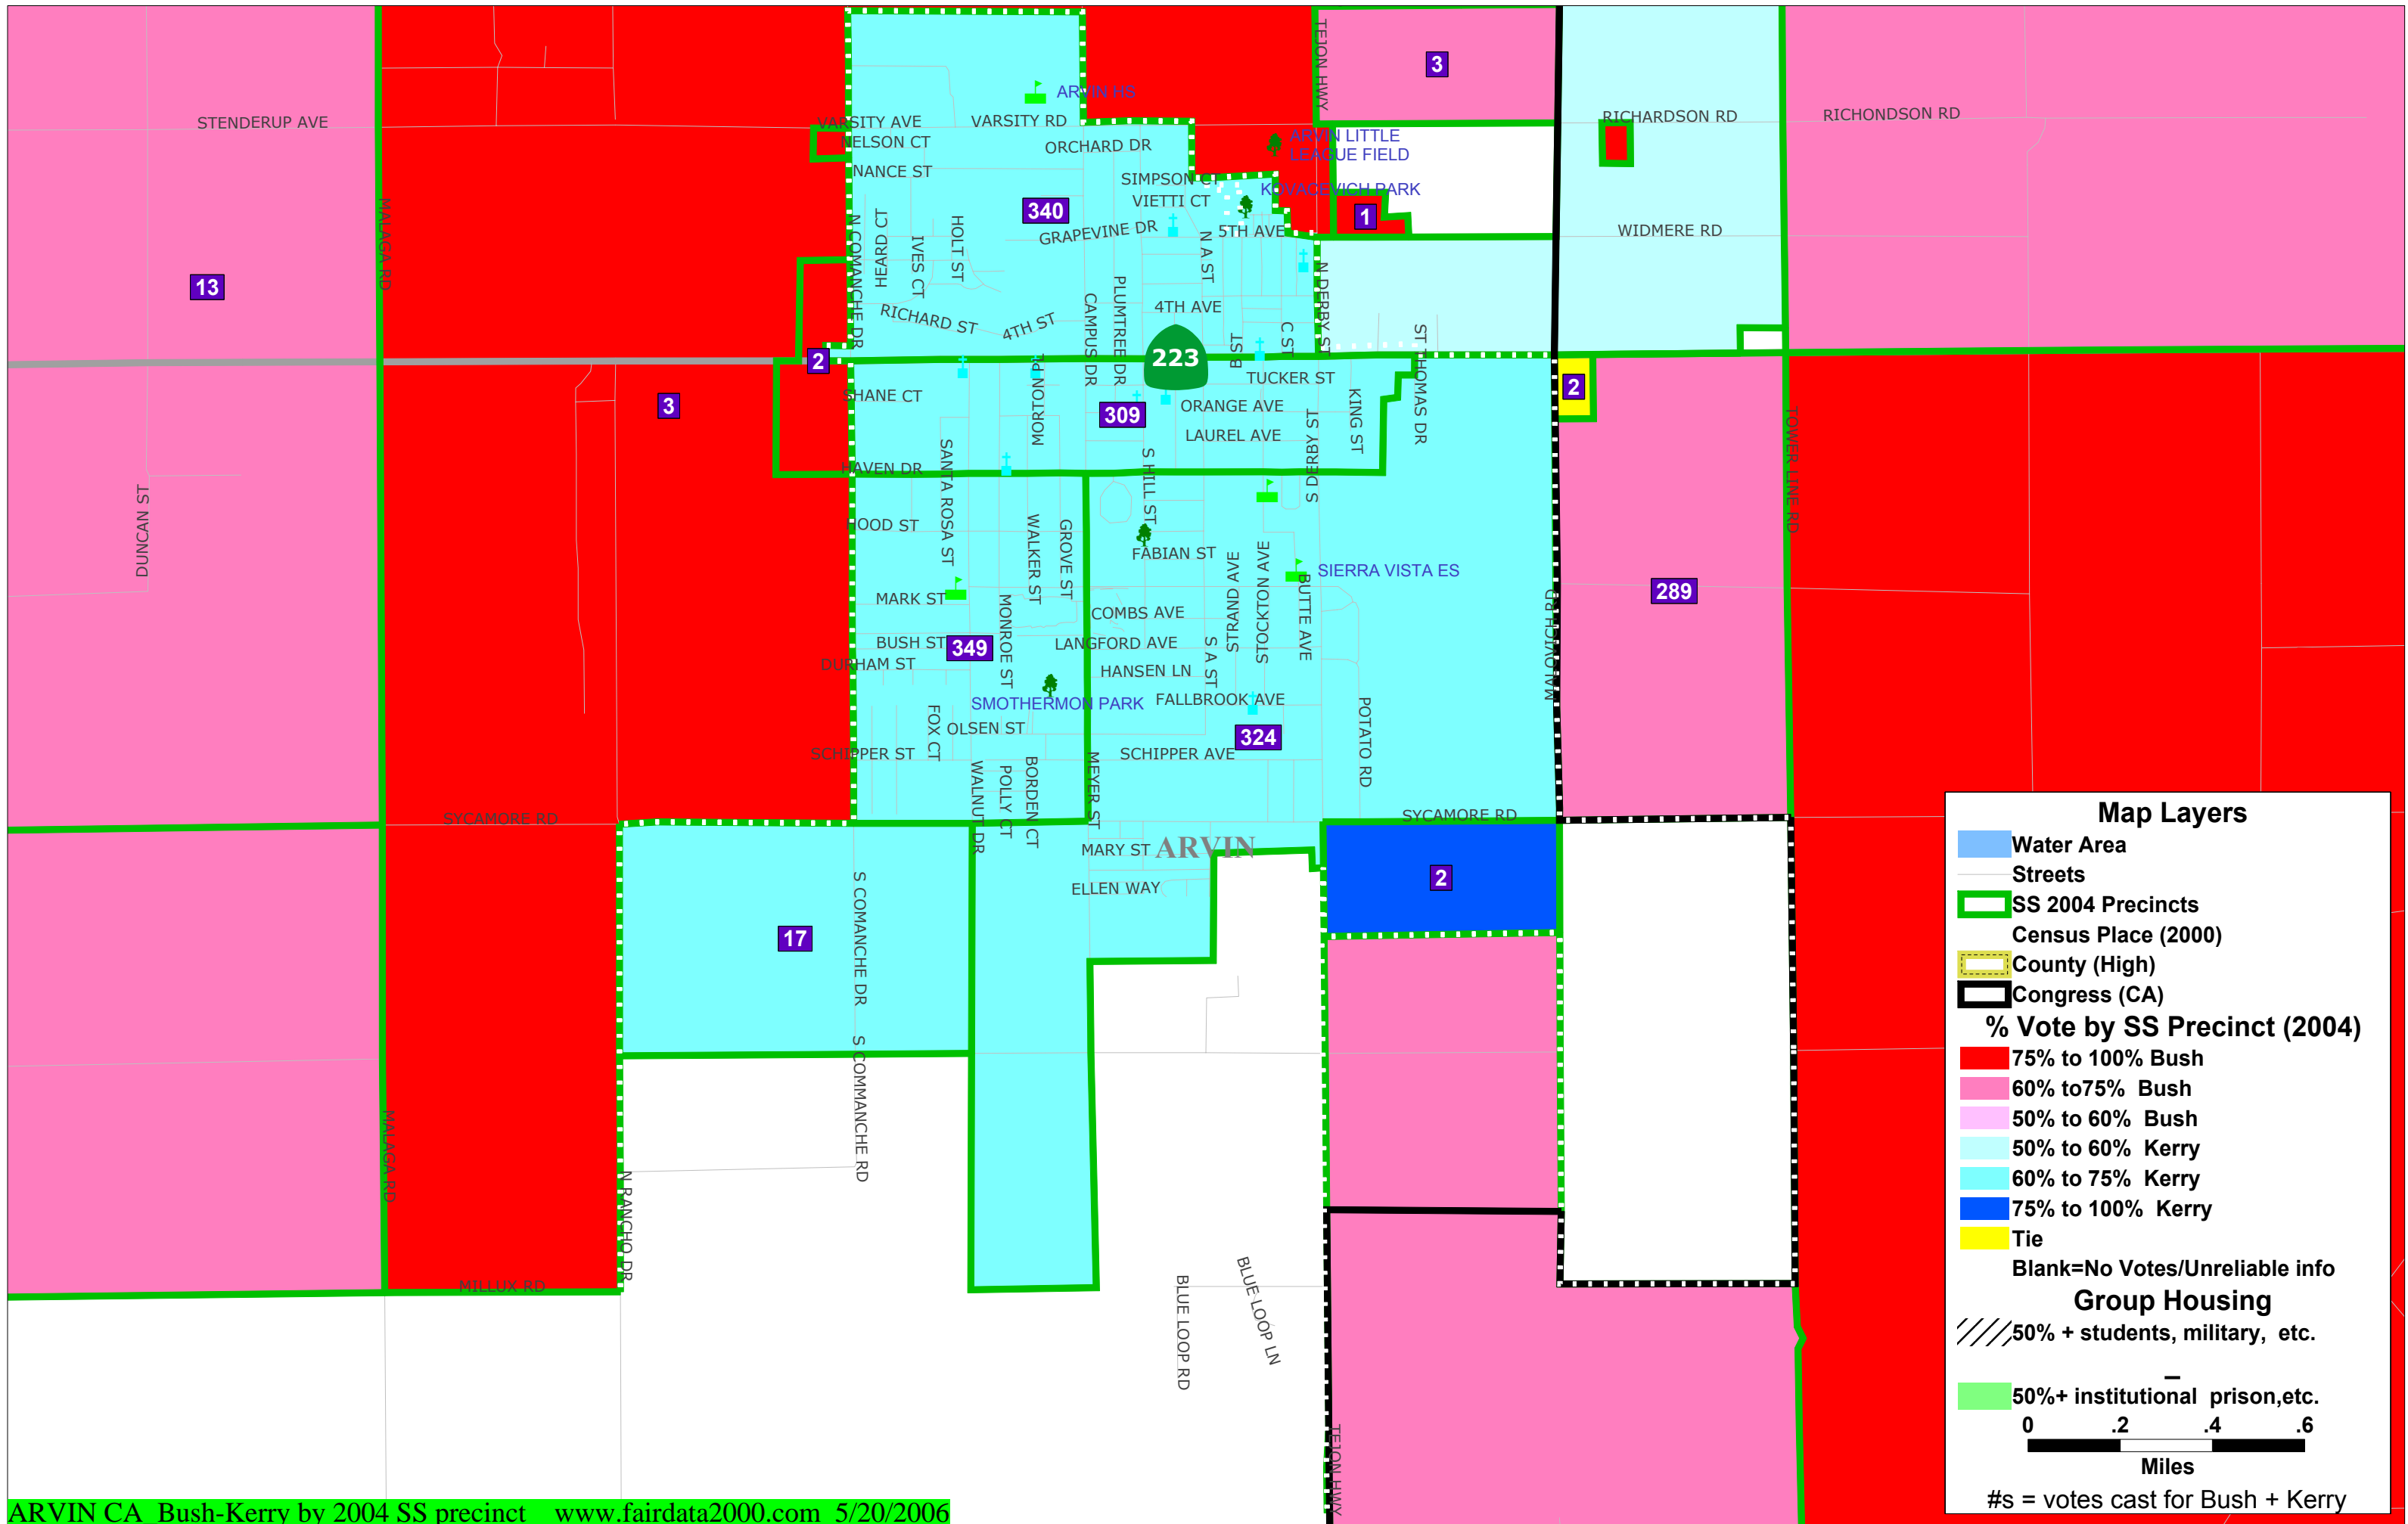 TEJON HWY
3
ARVIN HS
STENDERUP AVE
VARSITY AVE
VARSITY RD
RICHARDSON RD
RICHONDSON RD
NELSON CT
ORCHARD DR
ARVIN LITTLE
LEAGUE FIELD
NANCE ST
SIMPSON CT
KOVACEVICH PARK
VIETTI CT
340
1
MALAGA RD
N COMANCHE DR
HEARD CT
IVES CT
HOLT ST
GRAPEVINE DR
N A ST
5TH AVE
WIDMERE RD
13
N DERBY ST
RICHARD ST
4TH ST
CAMPUS DR
PLUMTREE DR
4TH AVE
B ST
C ST
ST THOMAS DR
2
223
TUCKER ST
2
3
SHANE CT
MORTON PL
309
ORANGE AVE
KING ST
LAUREL AVE
S DERBY ST
TOWER LINE RD
HAVEN DR
SANTA ROSA ST
S HILL ST
DUNCAN ST
HOOD ST
WALKER ST
GROVE ST
FABIAN ST
STRAND AVE
STOCKTON AVE
BUTTE AVE
SIERRA VISTA ES
289
MARK ST
MONROE ST
COMBS AVE
MALOVICH RD
BUSH ST
349
LANGFORD AVE
S A ST
DURHAM ST
HANSEN LN
SMOTHERMON PARK
FALLBROOK AVE
FOX CT
OLSEN ST
324
POTATO RD
SCHIPPER ST
SCHIPPER AVE
WALNUT DR
POLLY CT
BORDEN CT
MEYER ST
SYCAMORE RD
SYCAMORE RD
MARY ST
ARVIN
ELLEN WAY
2
17
S COMANCHE DR
S COMMANCHE RD
MALAGA RD
N RANCHO DR
MILLUX RD
BLUE LOOP RD
BLUE LOOP LN
TEJON HWY
Map Layers
Water Area
Streets
SS 2004 Precincts
Census Place (2000)
County (High)
Congress (CA)
% Vote by SS Precinct (2004)
75% to 100% Bush
60% to75% Bush
50% to 60% Bush
50% to 60% Kerry
60% to 75% Kerry
75% to 100% Kerry
Tie
Blank=No Votes/Unreliable info
Group Housing
50% + students, military, etc.
50%+ institutional prison,etc.
0 .2 .4 .6
Miles
#s = votes cast for Bush + Kerry
ARVIN CA Bush-Kerry by 2004 SS precinct www.fairdata2000.com 5/20/2006